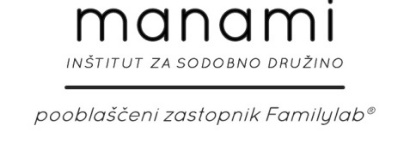 manami
INŠTITUT ZA SODOBNO DRUŽINO
pooblaščeni zastopnik Familylab®